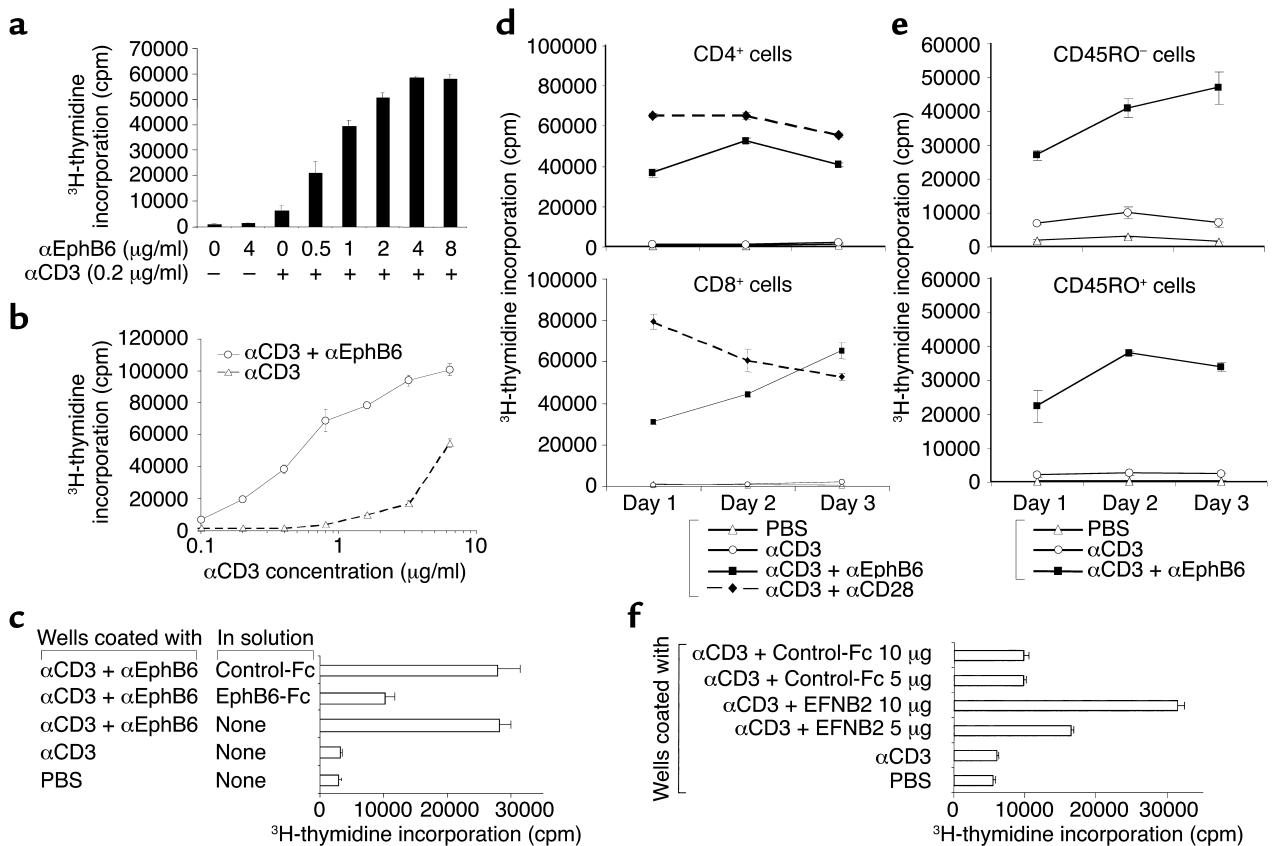 a
70000
60000
50000
40000
30000
20000
10000
0
³H-thymidine
incorporation (cpm)
αEphB6 (μg/ml) 0 4 0 0.5 1 2 4 8
αCD3 (0.2 μg/ml) – – + + + + + +
b
120000
100000
80000
60000
40000
20000
0
³H-thymidine
incorporation (cpm)
αCD3 + αEphB6
αCD3
0.1 1 10
αCD3 concentration (μg/ml)
c
Wells coated with In solution
αCD3 + αEphB6 Control-Fc
αCD3 + αEphB6 EphB6-Fc
αCD3 + αEphB6 None
αCD3 None
PBS None
0 10000 20000 30000
³H-thymidine incorporation (cpm)
d
³H-thymidine incorporation (cpm)
100000
80000
60000
40000
20000
0
CD4⁺ cells
100000
80000
60000
40000
20000
0
CD8⁺ cells
Day 1 Day 2 Day 3
PBS
αCD3
αCD3 + αEphB6
αCD3 + αCD28
e
³H-thymidine incorporation (cpm)
60000
50000
40000
30000
20000
10000
0
CD45RO⁻ cells
60000
50000
40000
30000
20000
10000
0
CD45RO⁺ cells
Day 1 Day 2 Day 3
PBS
αCD3
αCD3 + αEphB6
f
Wells coated with
αCD3 + Control-Fc 10 μg
αCD3 + Control-Fc 5 μg
αCD3 + EFNB2 10 μg
αCD3 + EFNB2 5 μg
αCD3
PBS
0 10000 20000 30000
³H-thymidine incorporation (cpm)